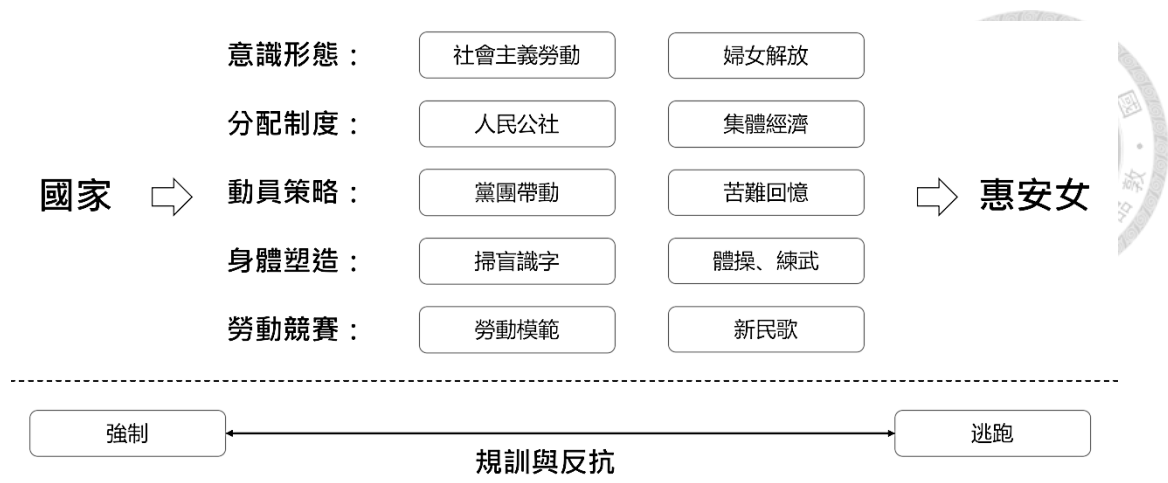 意識形態： 社會主義勞動 婦女解放
分配制度： 人民公社 集體經濟
國家 動員策略： 黨團帶動 苦難回憶 惠安女
身體塑造： 掃盲識字 體操、練武
勞動競賽： 勞動模範 新民歌
強制 逃跑
規訓與反抗